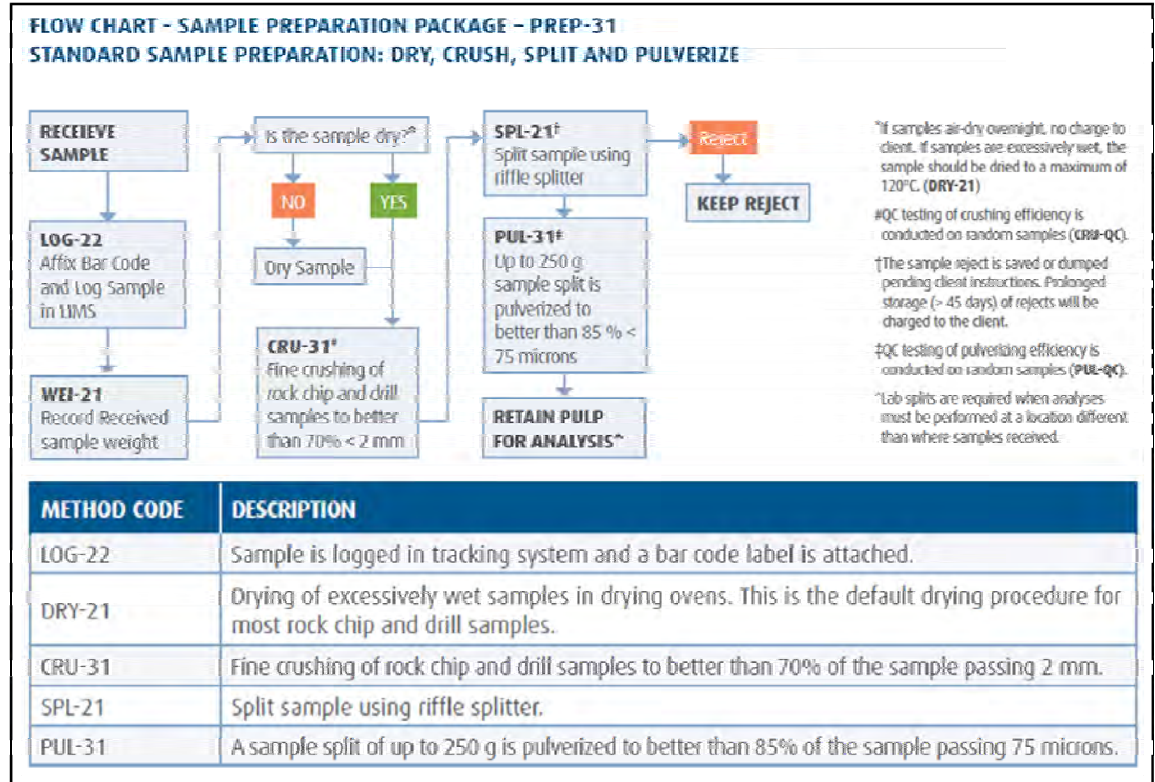 FLOW CHART - SAMPLE PREPARATION PACKAGE - PREP-31
STANDARD SAMPLE PREPARATION: DRY, CRUSH, SPLIT AND PULVERIZE
RECEIEVE
SAMPLE
LOG-22
Affix Bar Code
and Log Sample
in LIMS
WEI-21
Record Received
sample weight
Is the sample dry?*
NO
YES
Dry Sample
CRU-31#
Fine crushing of
rock chip and drill
samples to better
than 70% < 2 mm
SPL-21†
Split sample using
riffle splitter
PUL-31‡
Up to 250 g
sample split is
pulverized to
better than 85 % <
75 microns
RETAIN PULP
FOR ANALYSIS^
Reject
KEEP REJECT
*If samples air-dry overnight, no charge to
client. If samples are excessively wet, the
sample should be dried to a maximum of
120°C. (DRY-21)
#QC testing of crushing efficiency is
conducted on random samples (CRU-QC).
†The sample reject is saved or dumped
pending client instructions. Prolonged
storage (> 45 days) of rejects will be
charged to the client.
‡QC testing of pulverizing efficiency is
conducted on random samples (PUL-QC).
^Lab splits are required when analyses
must be performed at a location different
than where samples received.
METHOD CODE DESCRIPTION
LOG-22 Sample is logged in tracking system and a bar code label is attached.
DRY-21 Drying of excessively wet samples in drying ovens. This is the default drying procedure for
most rock chip and drill samples.
CRU-31 Fine crushing of rock chip and drill samples to better than 70% of the sample passing 2 mm.
SPL-21 Split sample using riffle splitter.
PUL-31 A sample split of up to 250 g is pulverized to better than 85% of the sample passing 75 microns.